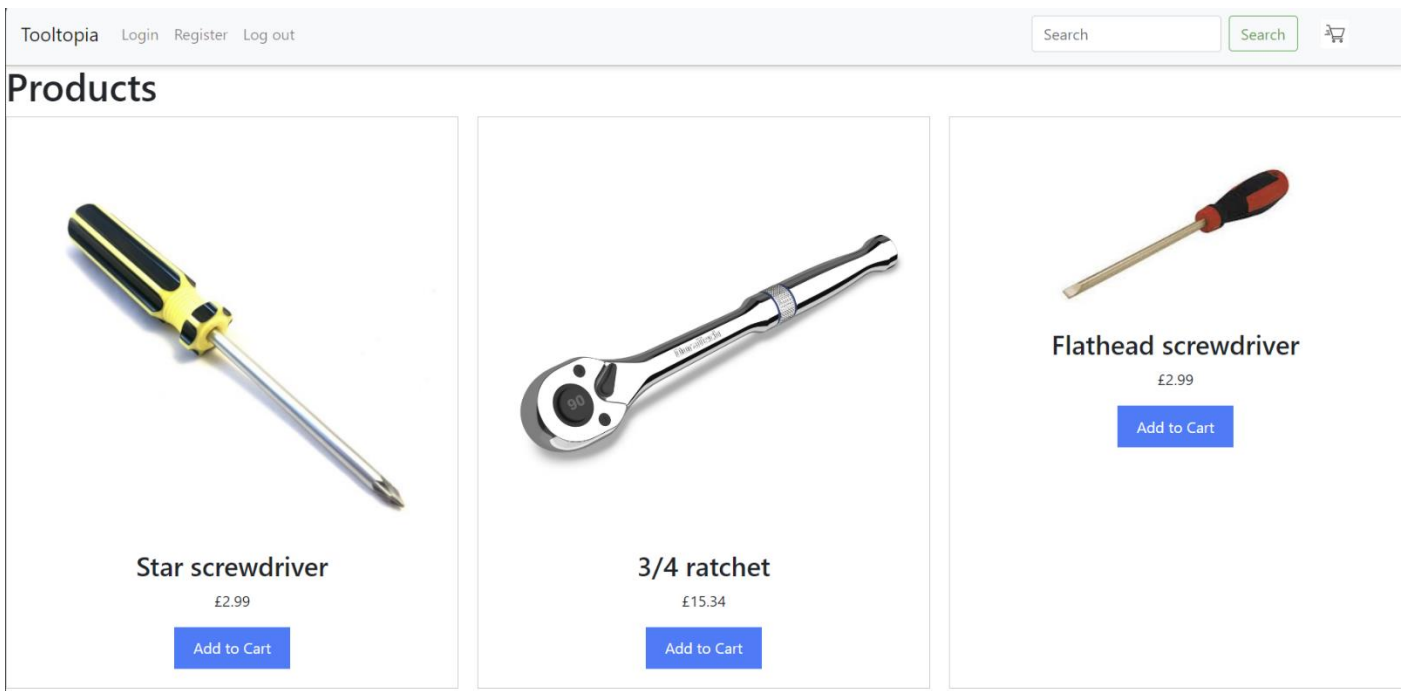 Tooltopia Login Register Log out Search Search
Products
Star screwdriver
£2.99
Add to Cart
90
3/4 ratchet
£15.34
Add to Cart
Flathead screwdriver
£2.99
Add to Cart